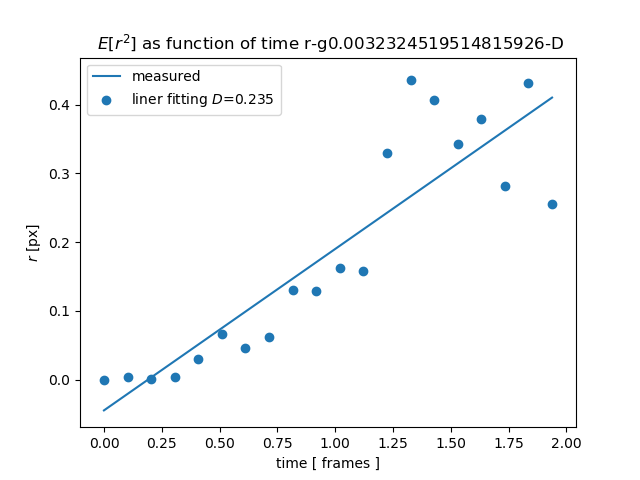 E[r²] as function of time r-g0.0032324519514815926-D
measured
liner fitting D=0.235
0.4
0.3
0.2
0.1
0.0
r [px]
0.00 0.25 0.50 0.75 1.00 1.25 1.50 1.75 2.00
time [ frames ]